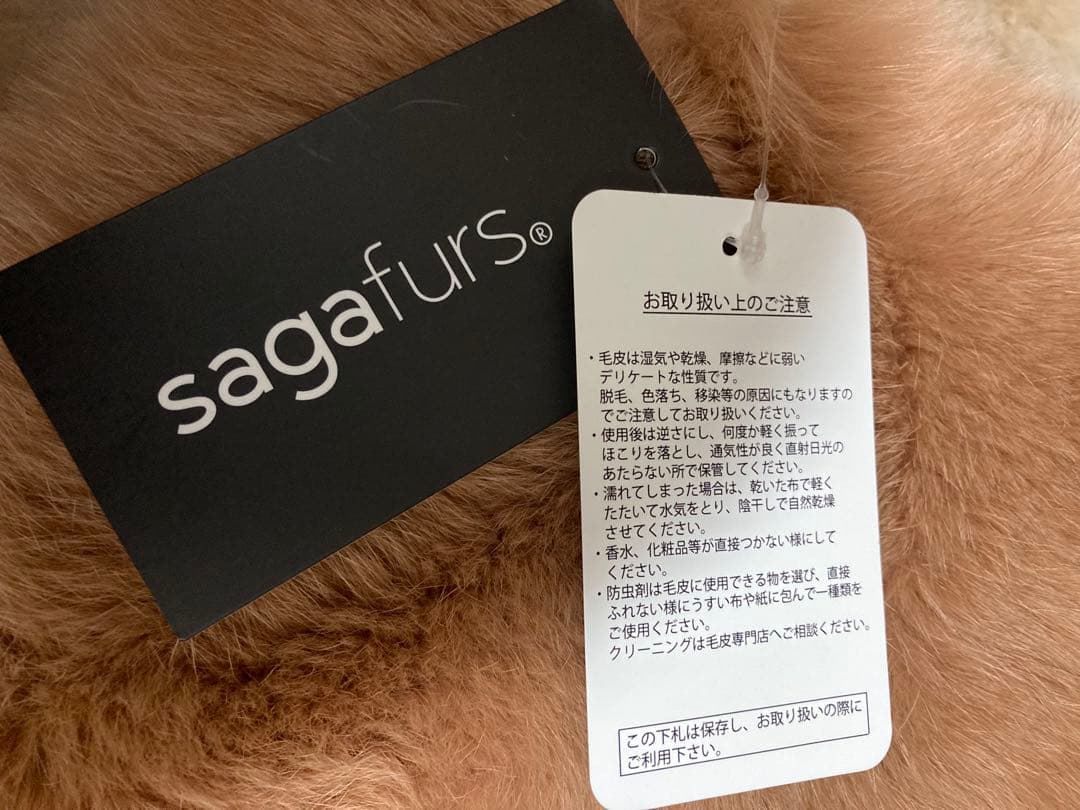 sagafurs®
お取り扱い上のご注意
・毛皮は湿気や乾燥、摩擦などに弱い
デリケートな性質です。
脱毛、色落ち、移染等の原因にもなりますの
でご注意してお取り扱いください。
・使用後は逆さにし、何度か軽く振って
ほこりを落とし、通気性が良く直射日光の
あたらない所で保管してください。
・濡れてしまった場合は、乾いた布で軽く
たたいて水気をとり、陰干しで自然乾燥
させてください。
・香水、化粧品等が直接つかない様にして
ください。
・防虫剤は毛皮に使用できる物を選び、直接
ふれない様にうすい布や紙に包んで一種類を
ご使用ください。
クリーニングは毛皮専門店へご相談ください。
この下札は保存し、お取り扱いの際に
ご利用下さい。